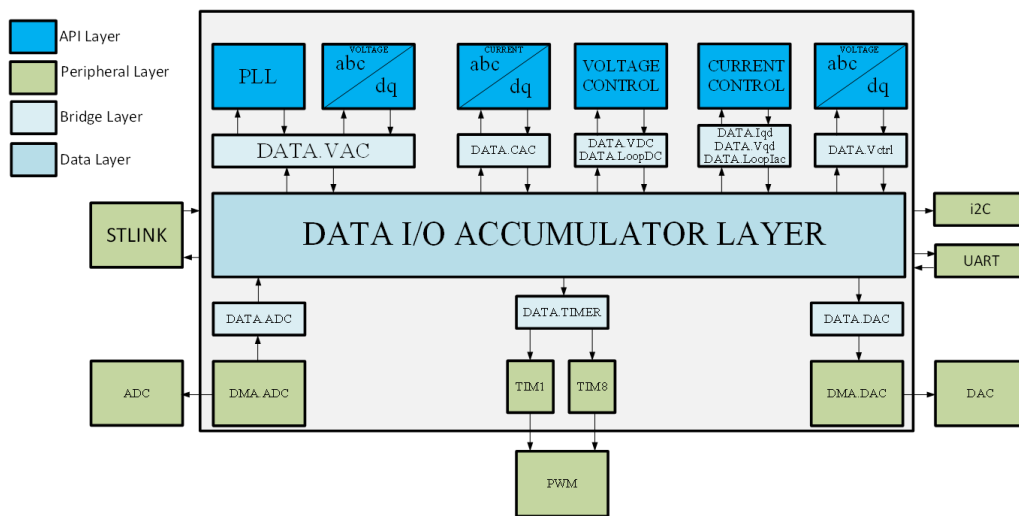 API Layer
Peripheral Layer
Bridge Layer
Data Layer
PLL
VOLTAGE
abc
dq
CURRENT
abc
dq
VOLTAGE
CONTROL
CURRENT
CONTROL
VOLTAGE
abc
dq
DATA.VAC
DATA.CAC
DATA.VDC
DATA.LoopDC
DATA.Iqd
DATA.Vqd
DATA.LoopIac
DATA.Vctrl
STLINK
DATA I/O ACCUMULATOR LAYER
i2C
UART
DATA.ADC
DATA.TIMER
DATA.DAC
ADC
DMA.ADC
TIM1
TIM8
DMA.DAC
DAC
PWM